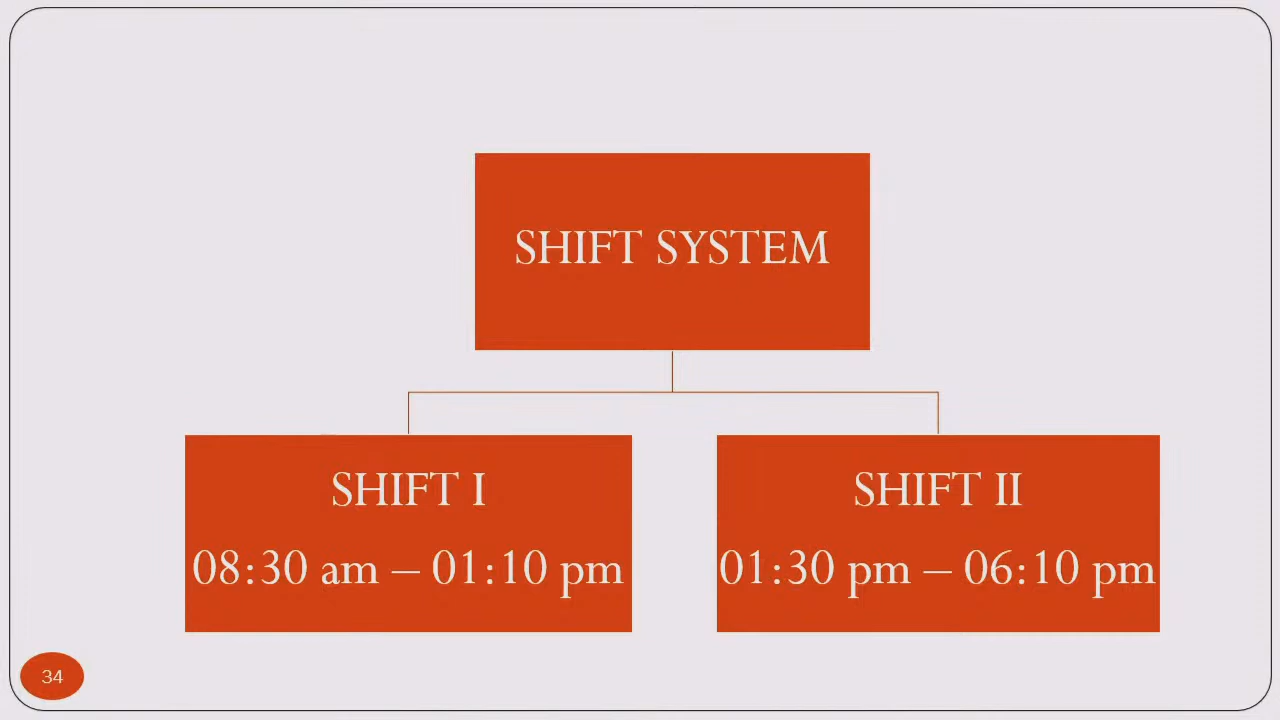 SHIFT SYSTEM
SHIFT I
08:30 am – 01:10 pm
SHIFT II
01:30 pm – 06:10 pm
34